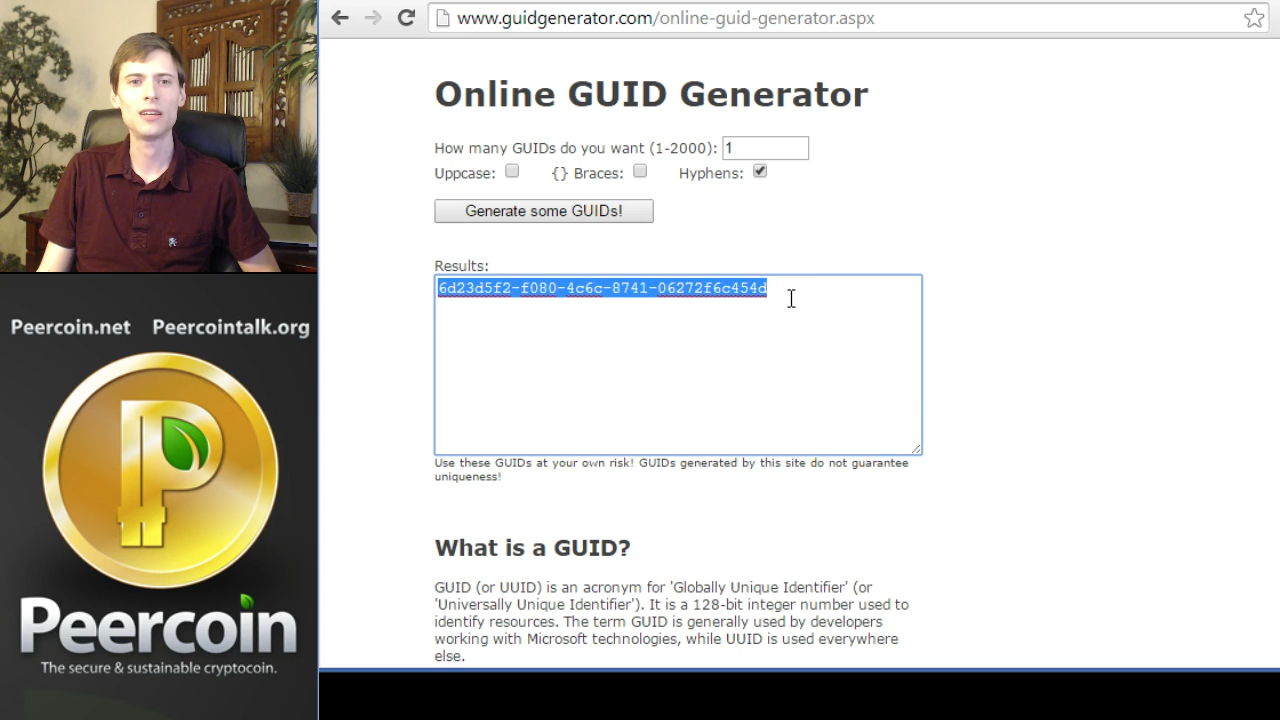 www.guidgenerator.com/online-guid-generator.aspx
Online GUID Generator
How many GUIDs do you want (1-2000): 1
Uppcase: {} Braces: Hyphens:
Generate some GUIDs!
Results:
6d23d5f2-f080-4c6c-8741-06272f6c454d
Use these GUIDs at your own risk! GUIDs generated by this site do not guarantee
uniqueness!
What is a GUID?
GUID (or UUID) is an acronym for 'Globally Unique Identifier' (or
'Universally Unique Identifier'). It is a 128-bit integer number used to
identify resources. The term GUID is generally used by developers
working with Microsoft technologies, while UUID is used everywhere
else.
Peercoin.net Peercointalk.org
Peercoin
The secure & sustainable cryptocoin.